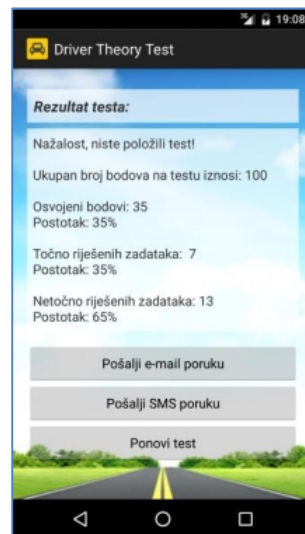 3G 19:08
Driver Theory Test
Rezultat testa:
Nažalost, niste položili test!
Ukupan broj bodova na testu iznosi: 100
Osvojeni bodovi: 35
Postotak: 35%
Točno riješenih zadataka: 7
Postotak: 35%
Netočno riješenih zadataka: 13
Postotak: 65%
Pošalji e-mail poruku
Pošalji SMS poruku
Ponovi test